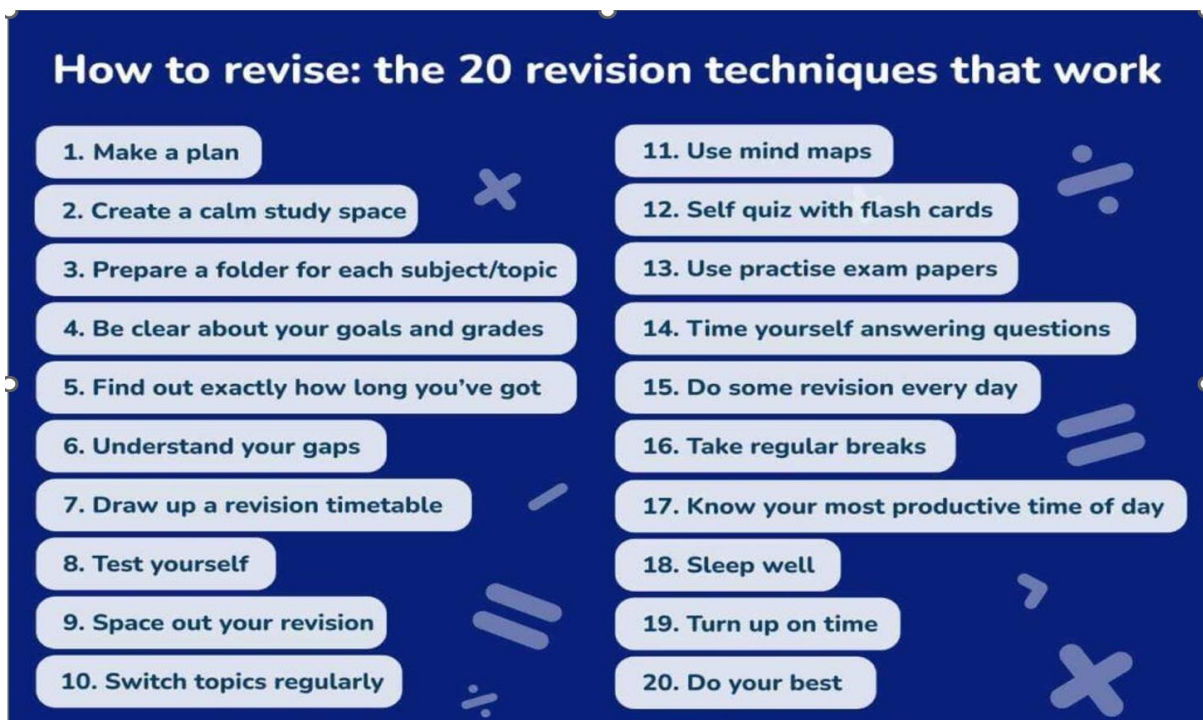 How to revise: the 20 revision techniques that work
1. Make a plan
2. Create a calm study space
3. Prepare a folder for each subject/topic
4. Be clear about your goals and grades
5. Find out exactly how long you’ve got
6. Understand your gaps
7. Draw up a revision timetable
8. Test yourself
9. Space out your revision
10. Switch topics regularly
11. Use mind maps
12. Self quiz with flash cards
13. Use practise exam papers
14. Time yourself answering questions
15. Do some revision every day
16. Take regular breaks
17. Know your most productive time of day
18. Sleep well
19. Turn up on time
20. Do your best